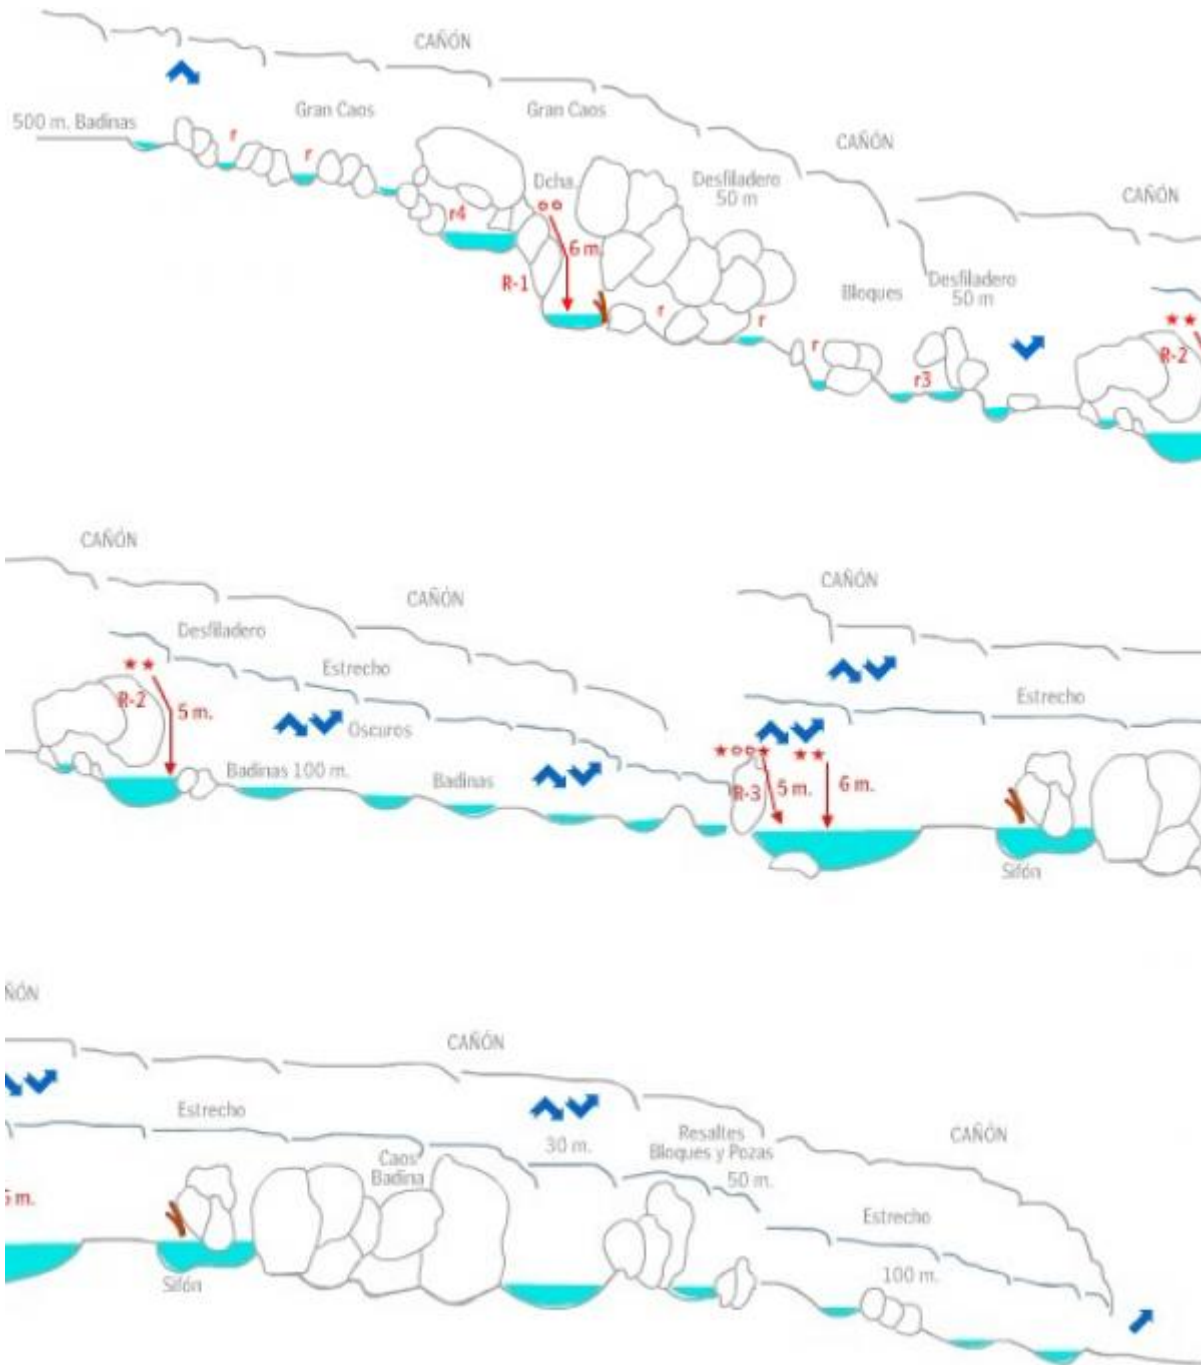 CAÑÓN
Gran Caos
Gran Caos
500 m. Badinas
r
r
CAÑÓN
Dcha.
Desfiladero
50 m
CAÑÓN
r4
6 m.
R-1
Bloques
Desfiladero
50 m
r
r
r
r3
R-2
CAÑÓN
CAÑÓN
CAÑÓN
Desfiladero
Estrecho
Estrecho
R-2
5 m.
Oscuros
Badinas 100 m.
Badinas
R-3
5 m.
6 m.
Sifón
ÑÓN
CAÑÓN
Estrecho
30 m.
Resaltes
Bloques y Pozas
50 m.
CAÑÓN
Caos
Badina
5 m.
Estrecho
Sifón
100 m.